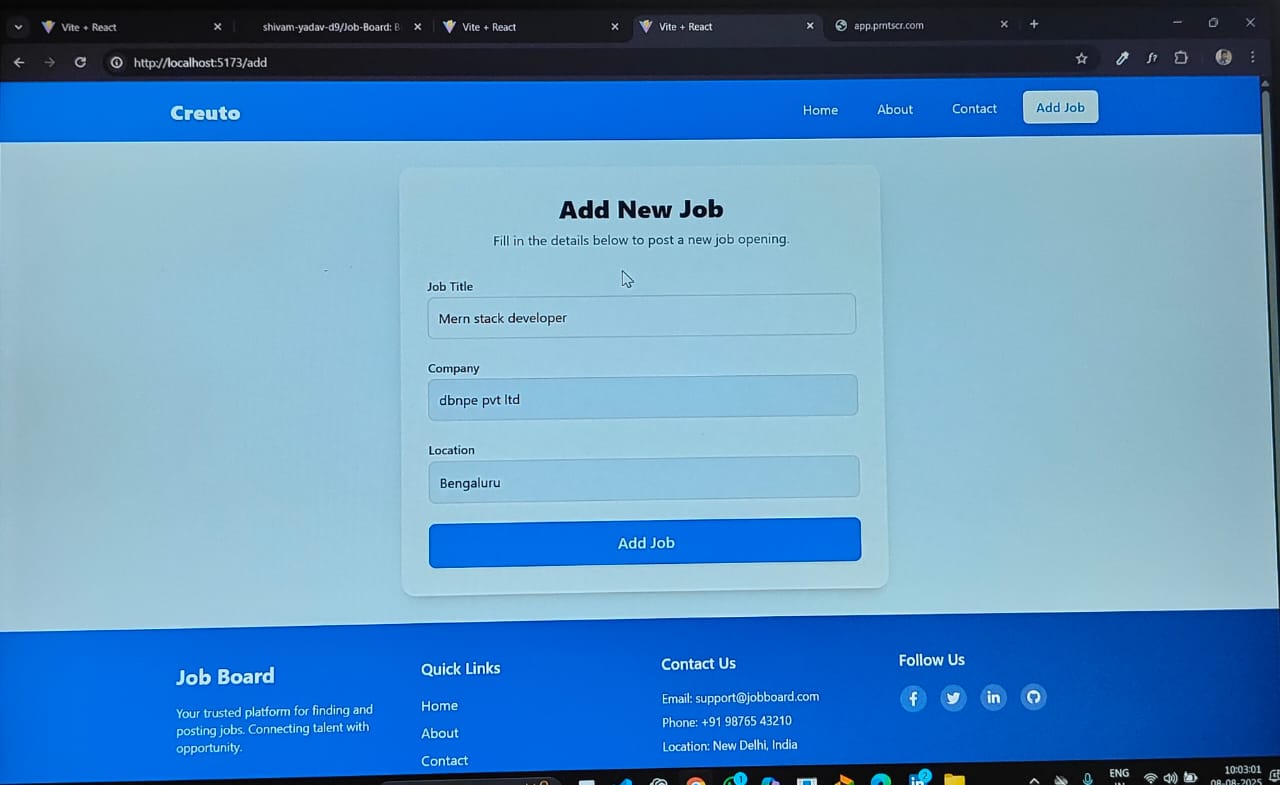 Vite + React
shivam-yadav-d9/Job-Board: B
Vite + React
Vite + React
app.prntscr.com
http://localhost:5173/add
Creuto
Home
About
Contact
Add Job
Add New Job
Fill in the details below to post a new job opening.
Job Title
Mern stack developer
Company
dbnpe pvt ltd
Location
Bengaluru
Add Job
Job Board
Your trusted platform for finding and
posting jobs. Connecting talent with
opportunity.
Quick Links
Home
About
Contact
Contact Us
Email: support@jobboard.com
Phone: +91 98765 43210
Location: New Delhi, India
Follow Us
ENG
10:03:01
08-08-2025